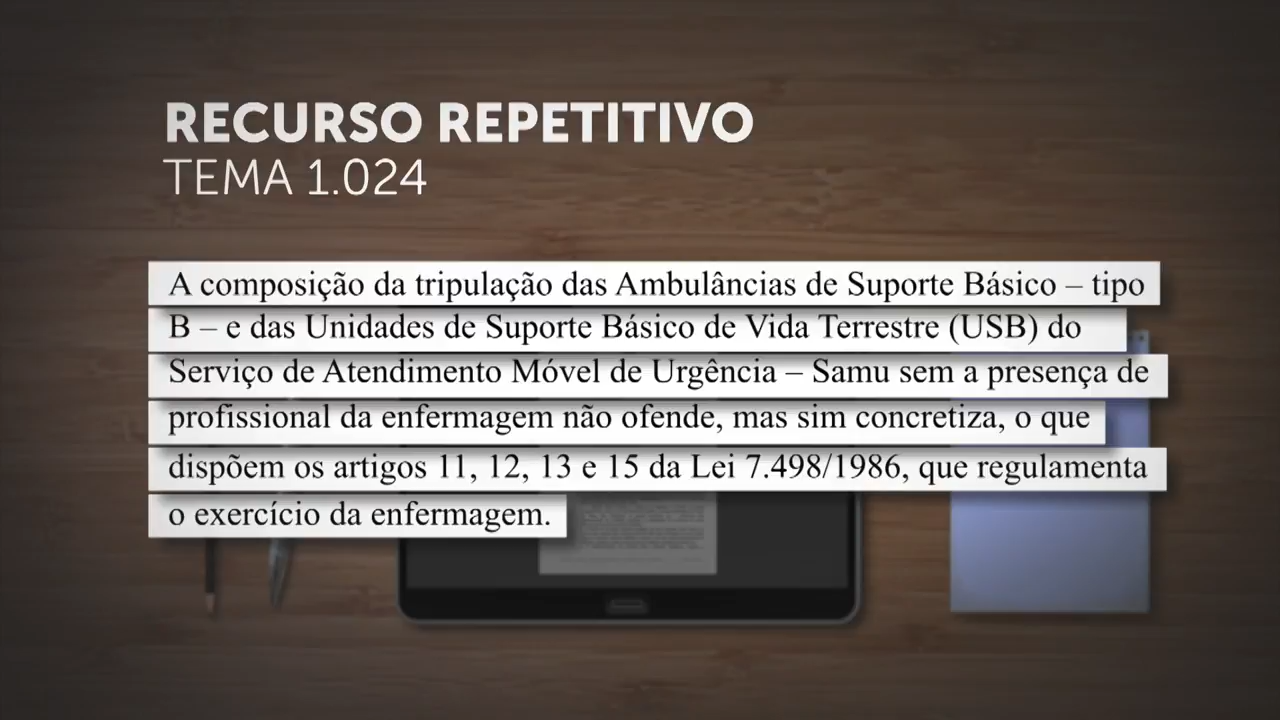 RECURSO REPETITIVO
TEMA 1.024
A composição da tripulação das Ambulâncias de Suporte Básico – tipo
B – e das Unidades de Suporte Básico de Vida Terrestre (USB) do
Serviço de Atendimento Móvel de Urgência – Samu sem a presença de
profissional da enfermagem não ofende, mas sim concretiza, o que
dispõem os artigos 11, 12, 13 e 15 da Lei 7.498/1986, que regulamenta
o exercício da enfermagem.